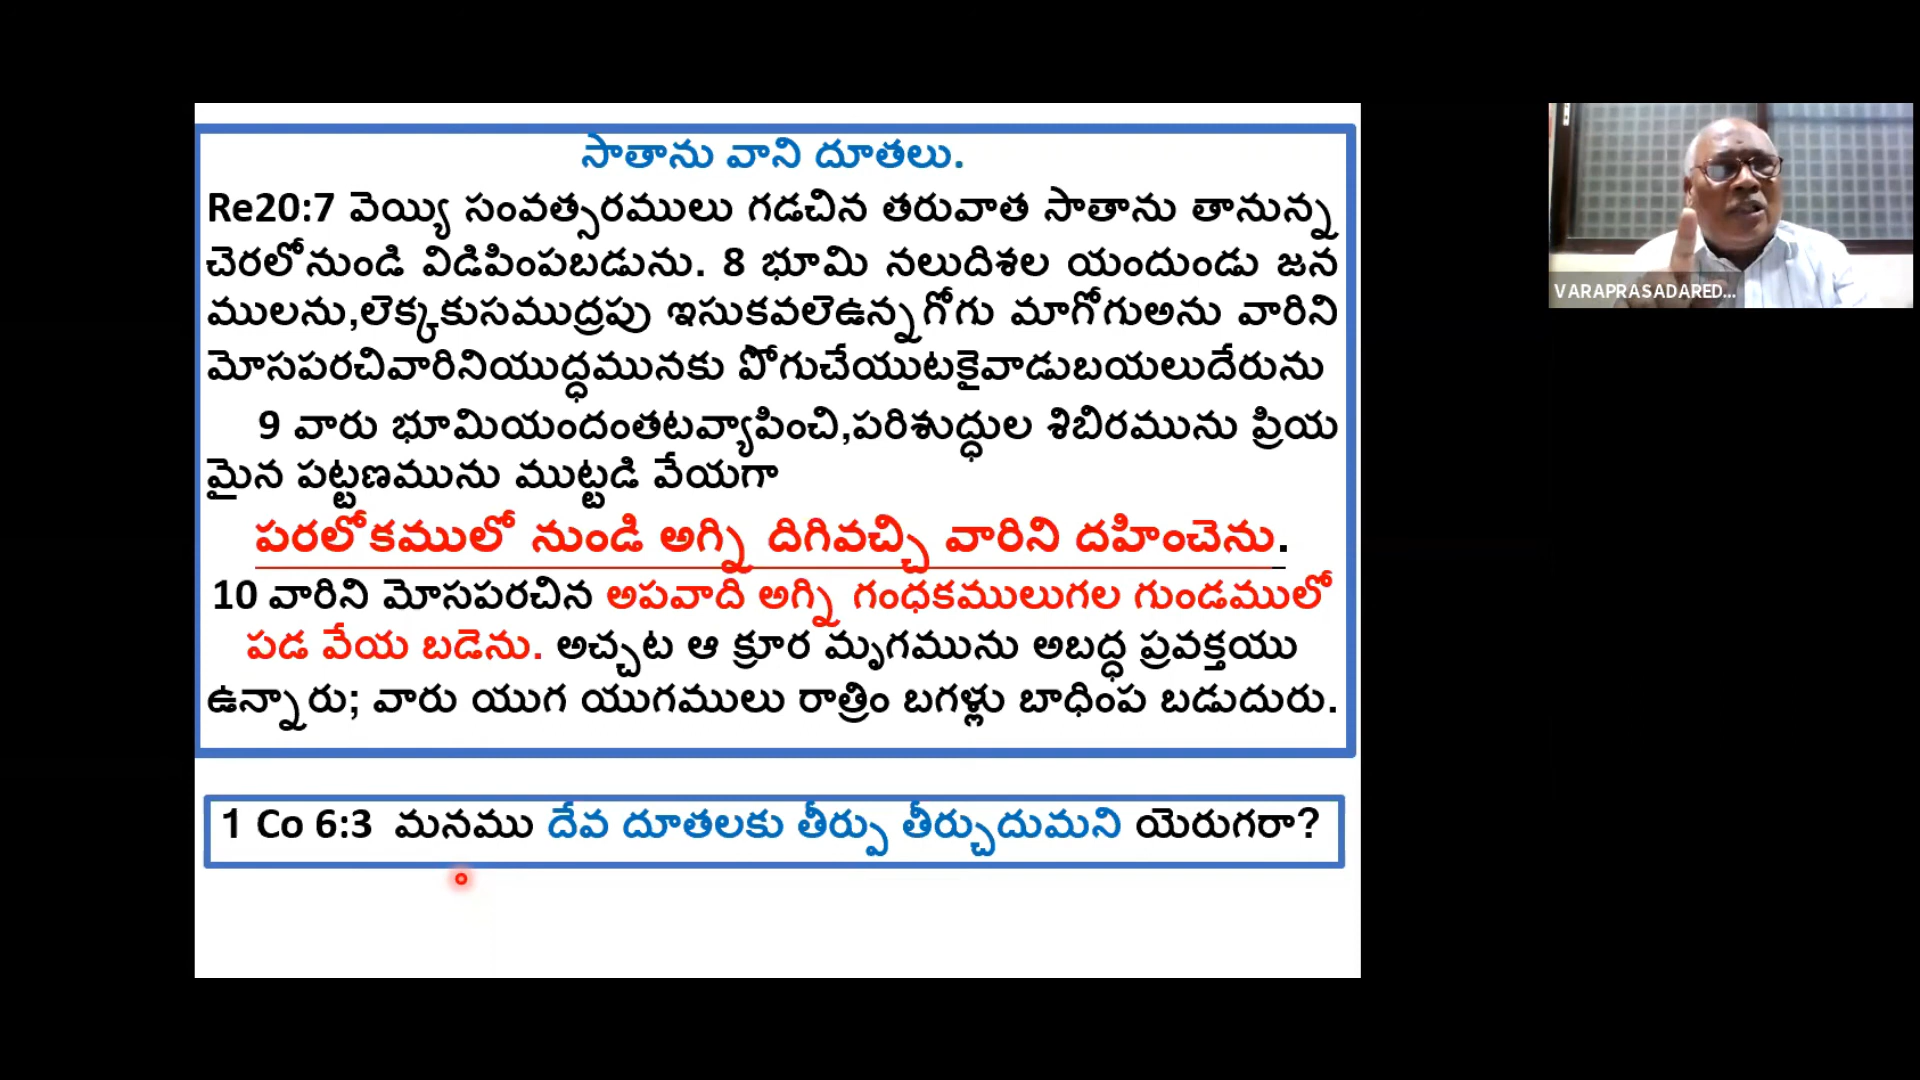 సాతాను వాని దూతలు.
Re20:7 వెయ్యి సంవత్సరములు గడచిన తరువాత సాతాను తానున్న
చెరలోనుండి విడిపింపబడును. 8 భూమి నలుదిశల యందుండు జన
ములను,లెక్కకుసముద్రపు ఇసుకవలెఉన్నగోగు మాగోగుఅను వారిని
మోసపరచివారినియుద్ధమునకు పోగుచేయుటకైవాడుబయలుదేరును
9 వారు భూమియందంతటవ్యాపించి,పరిశుద్ధుల శిబిరమును ప్రియ
మైన పట్టణమును ముట్టడి వేయగా
పరలోకములో నుండి అగ్ని దిగివచ్చి వారిని దహించెను.
10 వారిని మోసపరచిన అపవాది అగ్ని గంధకములుగల గుండములో
పడ వేయ బడెను. అచ్చట ఆ క్రూర మృగమును అబద్ధ ప్రవక్తయు
ఉన్నారు; వారు యుగ యుగములు రాత్రిం బగళ్లు బాధింప బడుదురు.
1 Co 6:3 మనము దేవ దూతలకు తీర్పు తీర్చుదుమని యెరుగరా?
VARAPRASADARED...